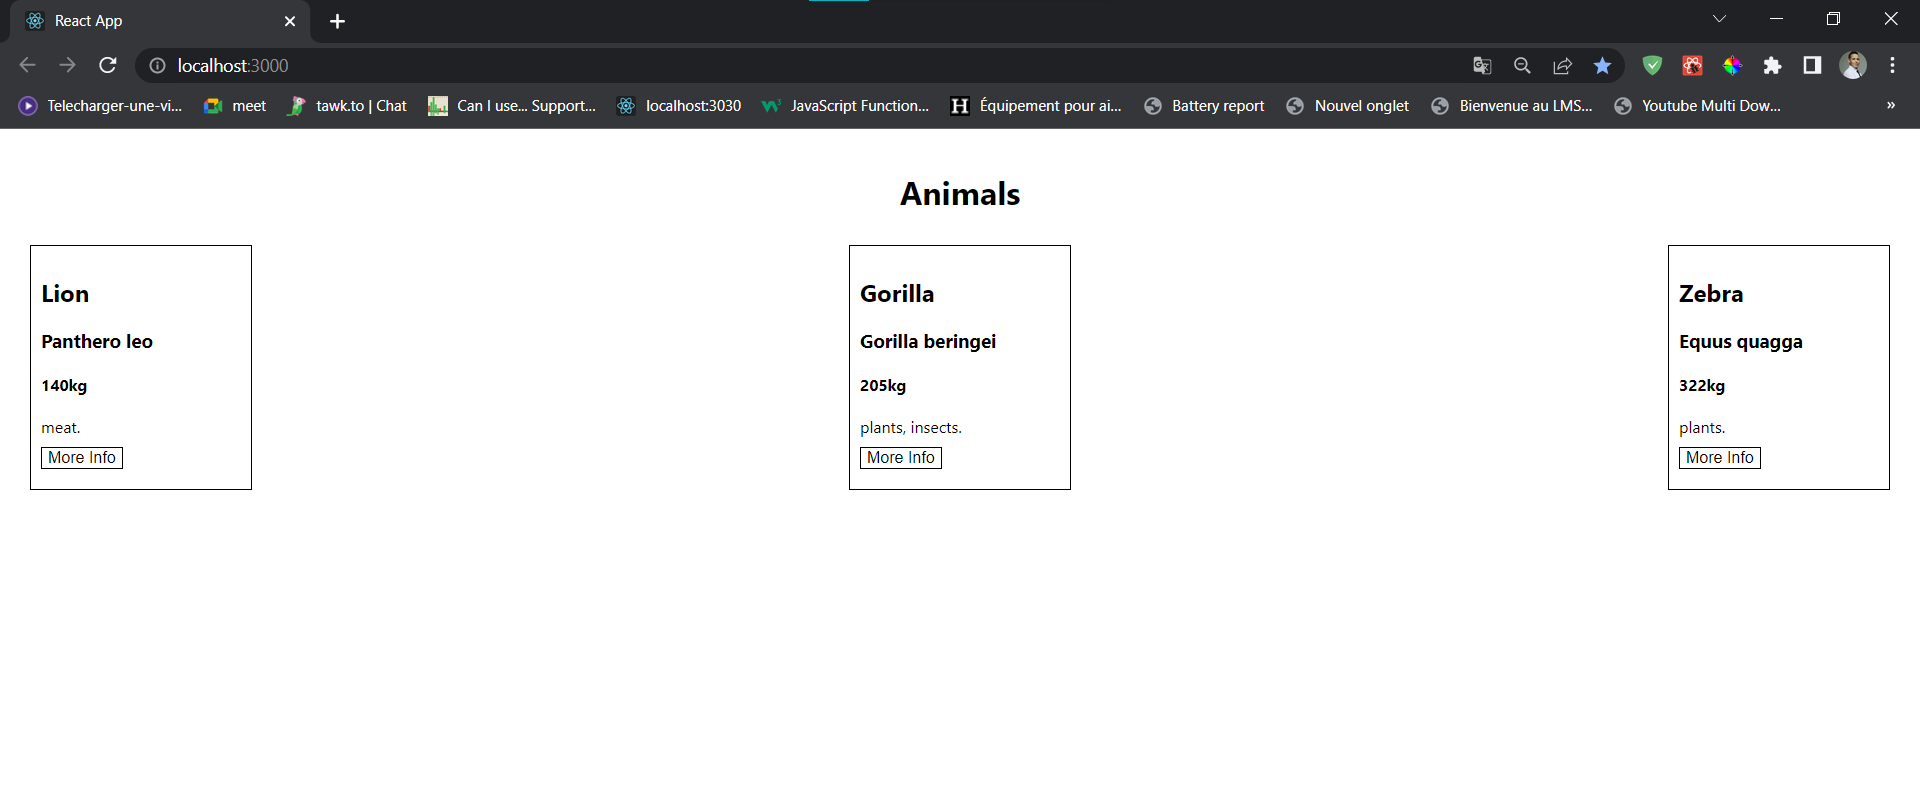 React App
localhost:3000
Telecharger-une-vi... meet tawk.to | Chat Can I use... Support... localhost:3030 JavaScript Function... H Équipement pour ai... Battery report Nouvel onglet Bienvenue au LMS... Youtube Multi Dow... »
Animals
Lion
Panthero leo
140kg
meat.
More Info
Gorilla
Gorilla beringei
205kg
plants, insects.
More Info
Zebra
Equus quagga
322kg
plants.
More Info